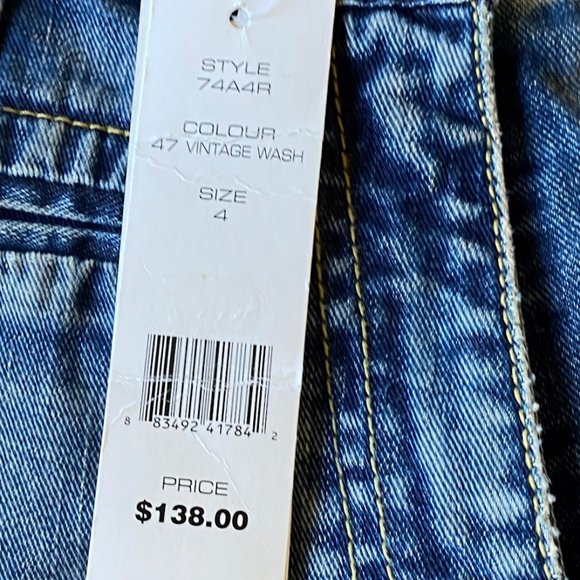 STYLE
74A4R
COLOUR
47 VINTAGE WASH
SIZE
4
8 83492 41784 2
PRICE
$138.00